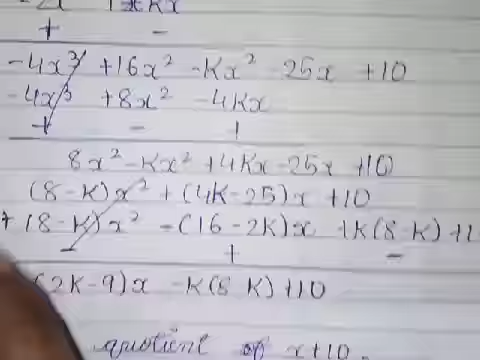 + -
-4x³ +16x² -Kx² -25x +10
-4x³ +8x² -4Kx
+ - +
8x² -Kx² +4Kx -25x +10
(8-K)x² +(4K-25)x +10
+(8-K)x² -(16-2K)x +K(8-K)
- + -
(2K-9)x -K(8-K)+10
quotient of x+10.